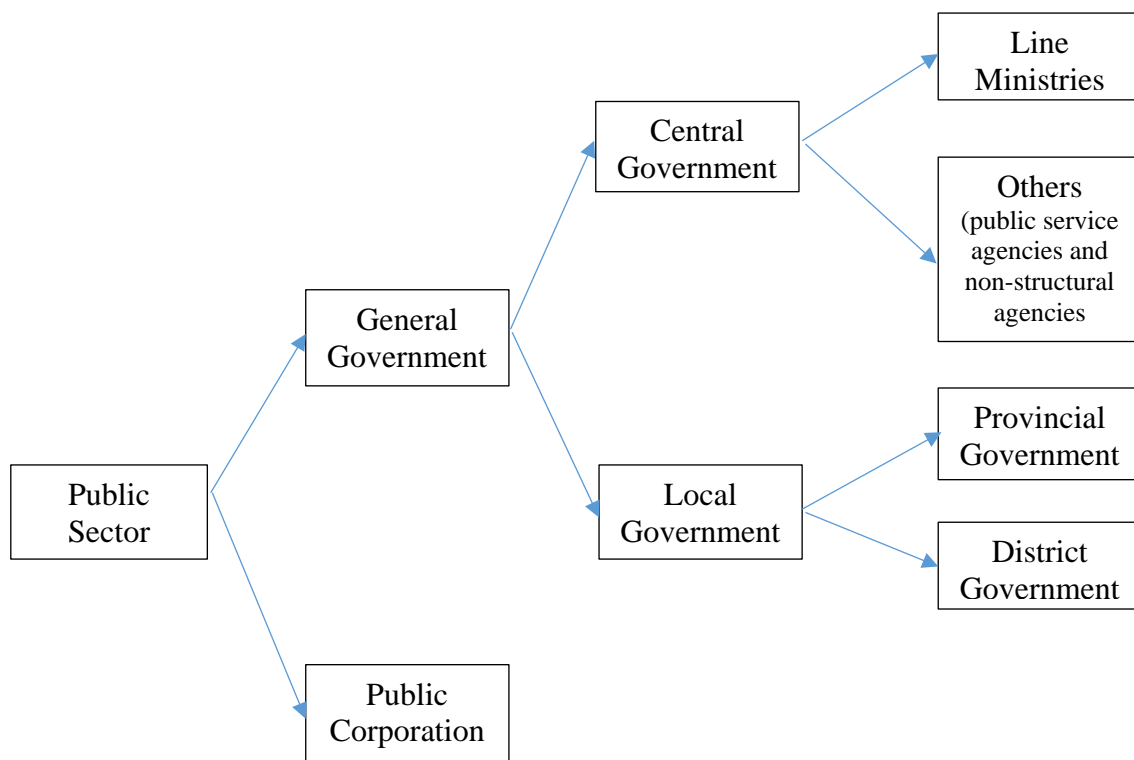 Public
Sector
General
Government
Public
Corporation
Central
Government
Local
Government
Line
Ministries
Others
(public service
agencies and
non-structural
agencies
Provincial
Government
District
Government